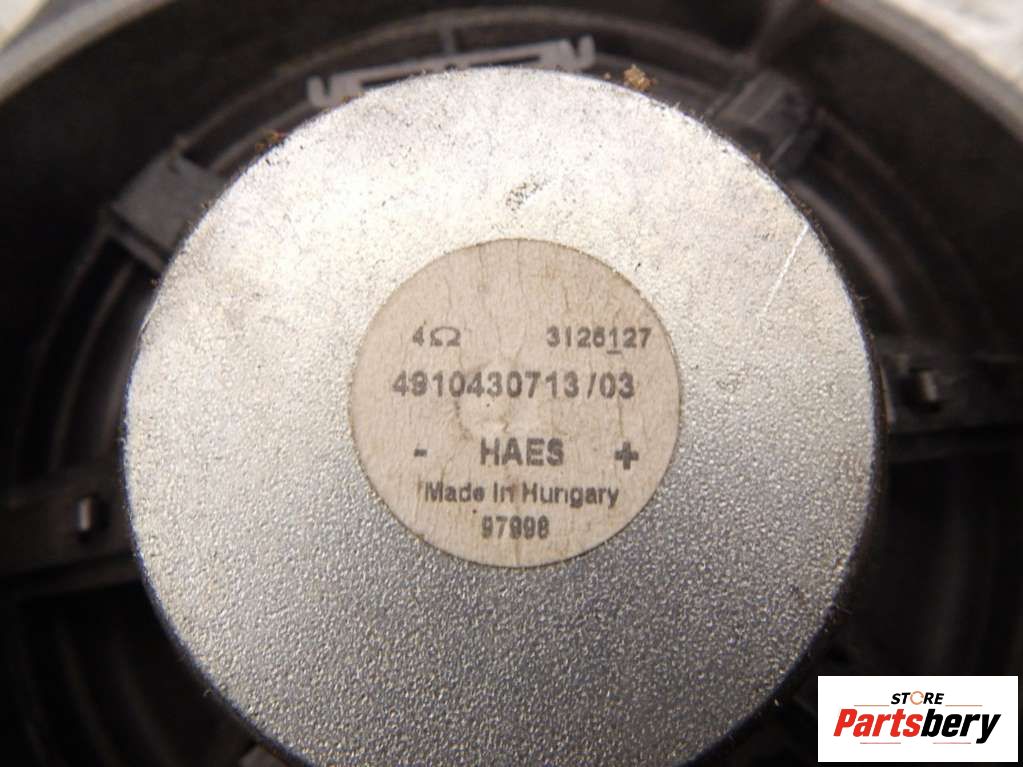 4Ω 3126127
4910430713/03
- HAES +
Made In Hungary
97998
STORE
Partsbery